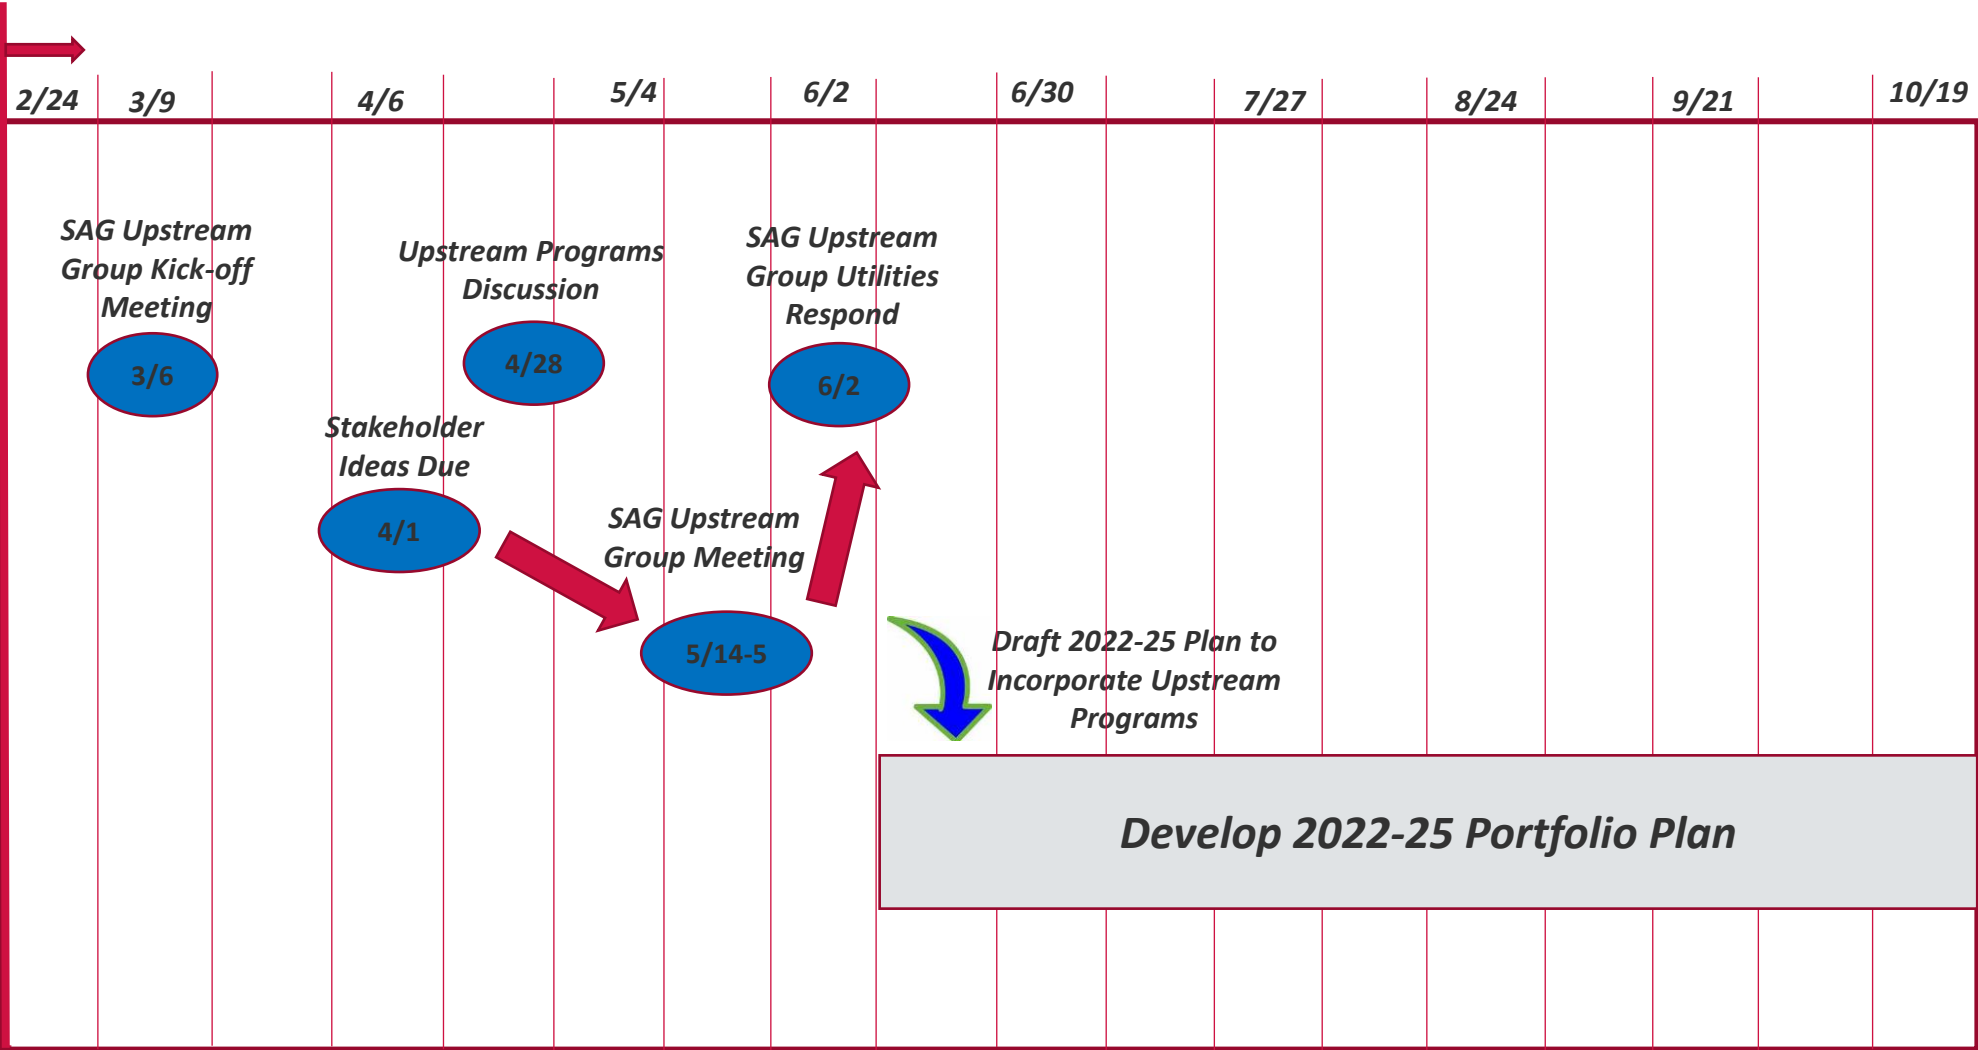 2/24
3/9
4/6
5/4
6/2
6/30
7/27
8/24
9/21
10/19
SAG Upstream
Group Kick-off
Meeting
3/6
Upstream Programs
Discussion
4/28
SAG Upstream
Group Utilities
Respond
6/2
Stakeholder
Ideas Due
4/1
SAG Upstream
Group Meeting
5/14-5
Draft 2022-25 Plan to
Incorporate Upstream
Programs
Develop 2022-25 Portfolio Plan